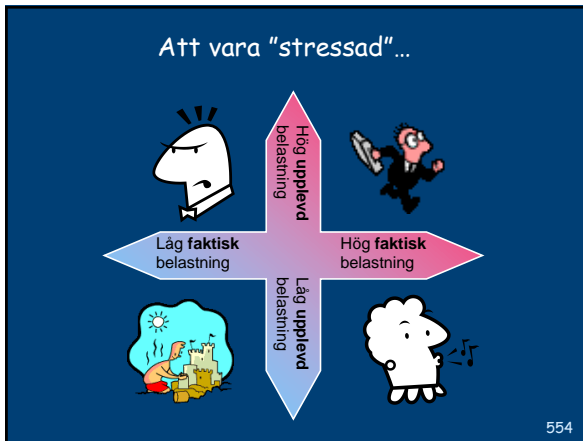 Att vara ”stressad”…
Hög upplevd
belastning
Låg faktisk
belastning
Hög faktisk
belastning
Låg upplevd
belastning
554